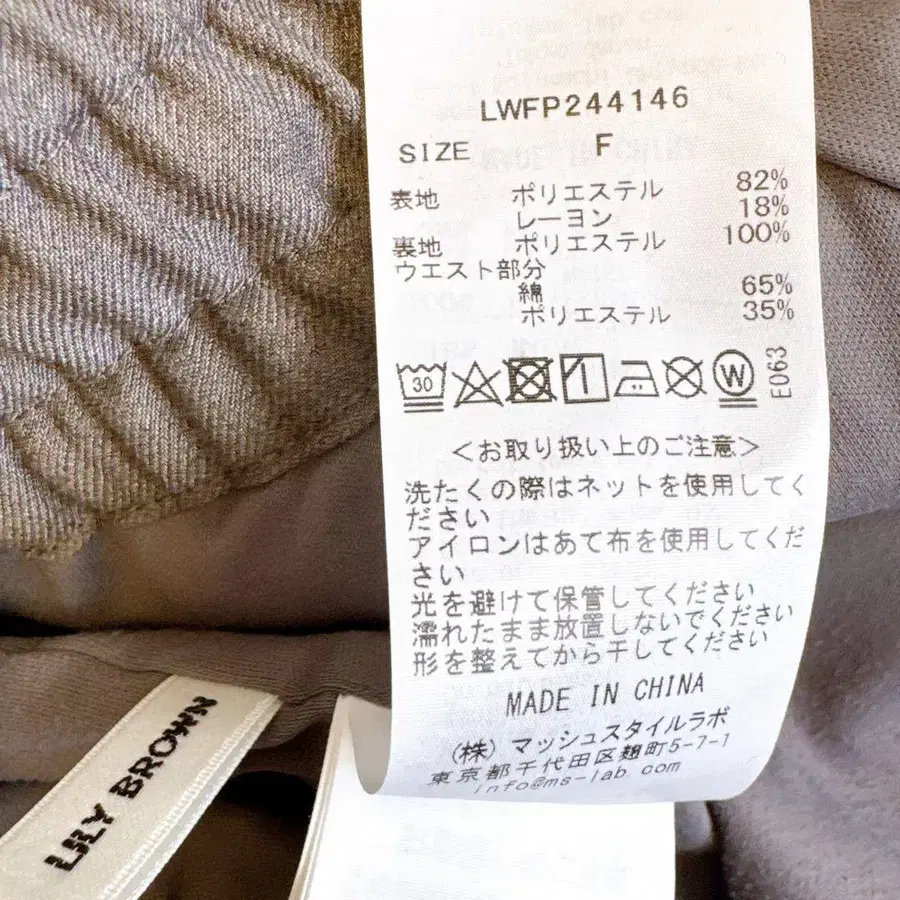 LWFP244146
SIZE F
表地 ポリエステル 82%
レーヨン 18%
裏地 ポリエステル 100%
ウエスト部分
綿 65%
ポリエステル 35%
30 W E063
<お取り扱い上のご注意>
洗たくの際はネットを使用してく
ださい
アイロンはあて布を使用してくだ
さい
光を避けて保管してください
濡れたまま放置しないでください
形を整えてから干してください
MADE IN CHINA
(株)マッシュスタイルラボ
東京都千代田区麹町5-7-1
info@ms-lab.com
LILY BROWN